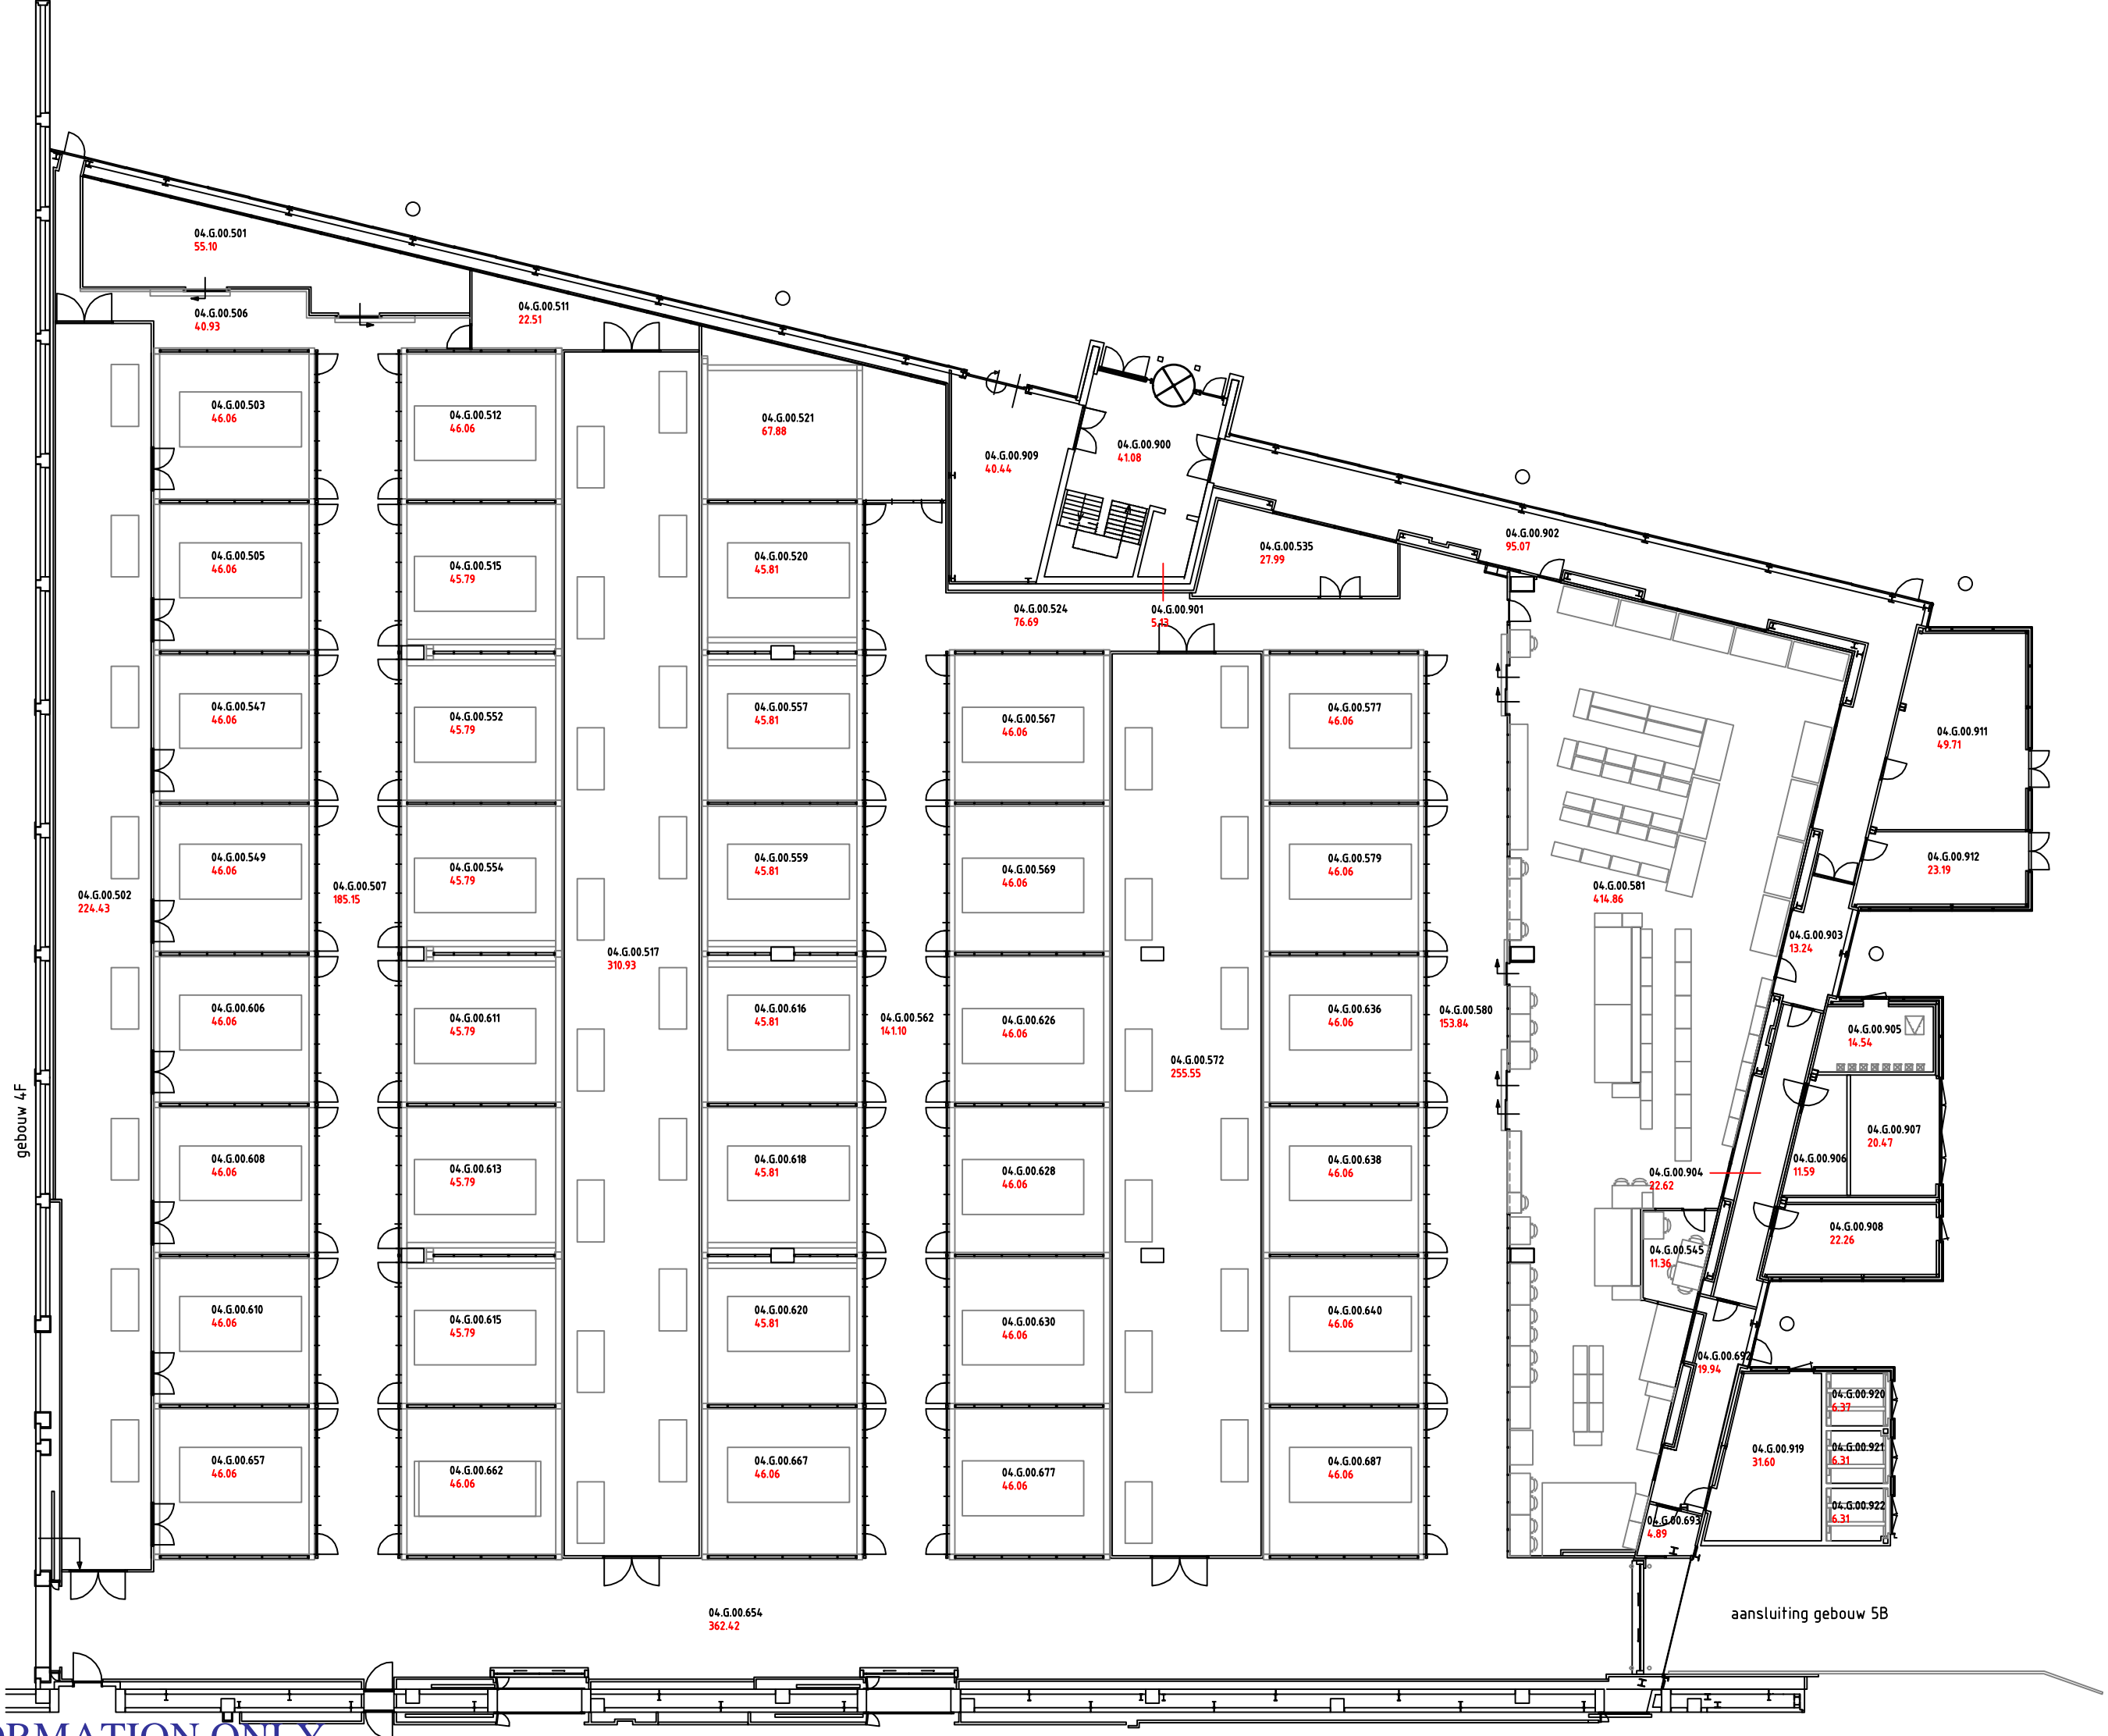 04.G.00.501
55.10
04.G.00.506
40.93
04.G.00.511
22.51
04.G.00.503
46.06
04.G.00.512
46.06
04.G.00.521
67.88
04.G.00.909
40.44
04.G.00.900
41.08
04.G.00.902
95.07
04.G.00.535
27.99
04.G.00.505
46.06
04.G.00.515
45.79
04.G.00.520
45.81
04.G.00.524
76.69
04.G.00.901
5.13
04.G.00.547
46.06
04.G.00.552
45.79
04.G.00.557
45.81
04.G.00.567
46.06
04.G.00.577
46.06
04.G.00.911
49.71
04.G.00.549
46.06
04.G.00.554
45.79
04.G.00.559
45.81
04.G.00.569
46.06
04.G.00.579
46.06
04.G.00.912
23.19
04.G.00.502
224.43
04.G.00.507
185.15
04.G.00.581
414.86
04.G.00.517
310.93
04.G.00.903
13.24
04.G.00.606
46.06
04.G.00.611
45.79
04.G.00.616
45.81
04.G.00.562
141.10
04.G.00.626
46.06
04.G.00.636
46.06
04.G.00.580
153.84
04.G.00.905
14.54
04.G.00.572
255.55
gebouw 4F
04.G.00.907
20.47
04.G.00.906
11.59
04.G.00.904
22.62
04.G.00.608
46.06
04.G.00.613
45.79
04.G.00.618
45.81
04.G.00.628
46.06
04.G.00.638
46.06
04.G.00.908
22.26
04.G.00.545
11.36
04.G.00.610
46.06
04.G.00.615
45.79
04.G.00.620
45.81
04.G.00.630
46.06
04.G.00.640
46.06
04.G.00.692
19.94
04.G.00.920
6.37
04.G.00.919
31.60
04.G.00.921
6.31
04.G.00.922
6.31
04.G.00.657
46.06
04.G.00.662
46.06
04.G.00.667
46.06
04.G.00.677
46.06
04.G.00.687
46.06
04.G.00.693
4.89
04.G.00.654
362.42
aansluiting gebouw 5B
ORMATION ONLY